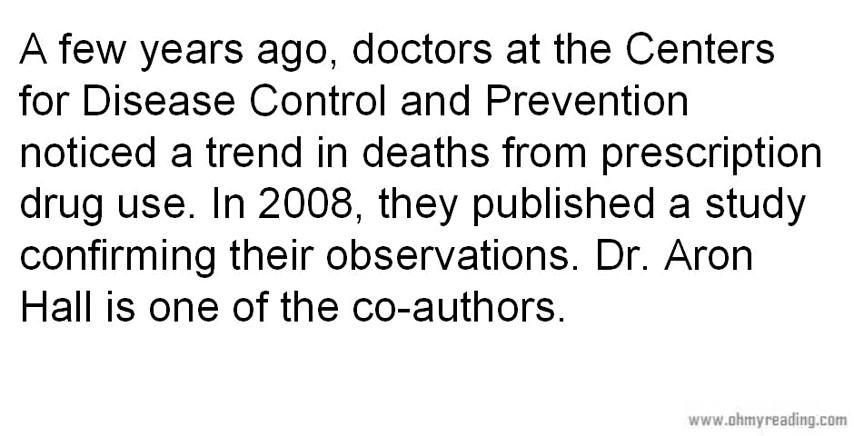 A few years ago, doctors at the Centers
for Disease Control and Prevention
noticed a trend in deaths from prescription
drug use. In 2008, they published a study
confirming their observations. Dr. Aron
Hall is one of the co-authors.
www.ohmyreading.com